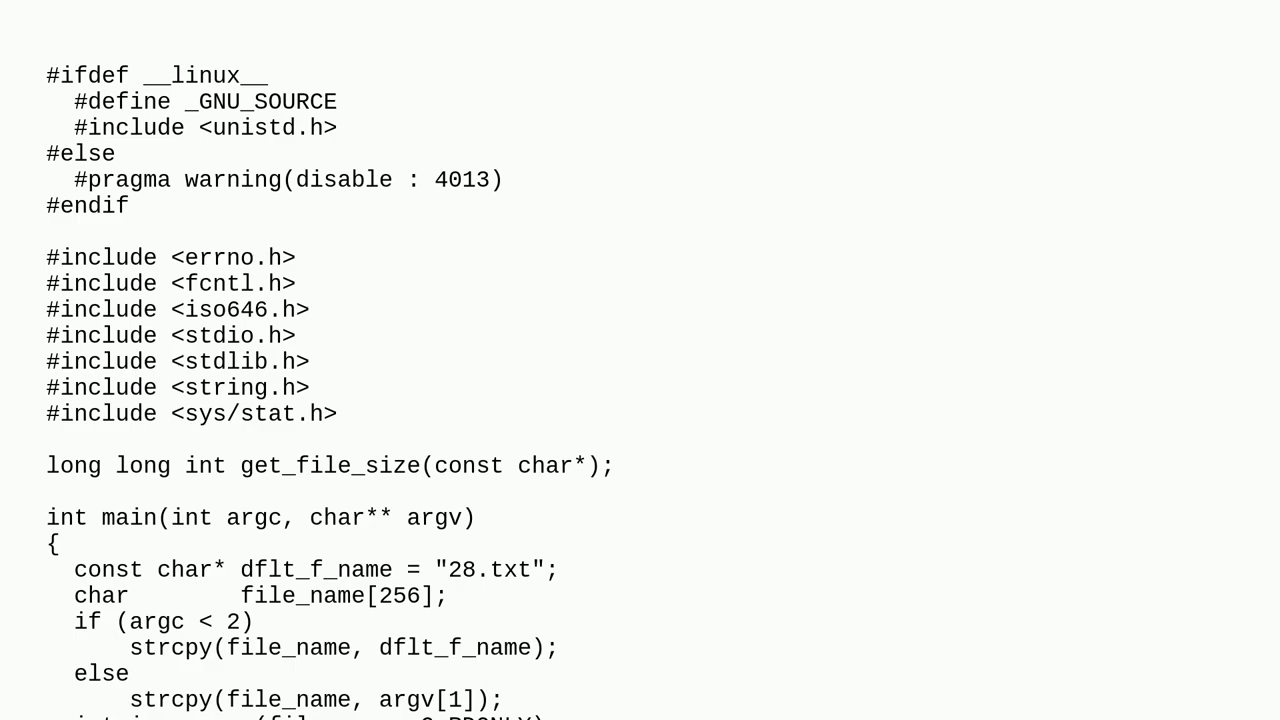 #ifdef __linux__
  #define _GNU_SOURCE
  #include <unistd.h>
#else
  #pragma warning(disable : 4013)
#endif

#include <errno.h>
#include <fcntl.h>
#include <iso646.h>
#include <stdio.h>
#include <stdlib.h>
#include <string.h>
#include <sys/stat.h>

long long int get_file_size(const char*);

int main(int argc, char** argv)
{
  const char* dflt_f_name = "28.txt";
  char        file_name[256];
  if (argc < 2)
      strcpy(file_name, dflt_f_name);
  else
      strcpy(file_name, argv[1]);